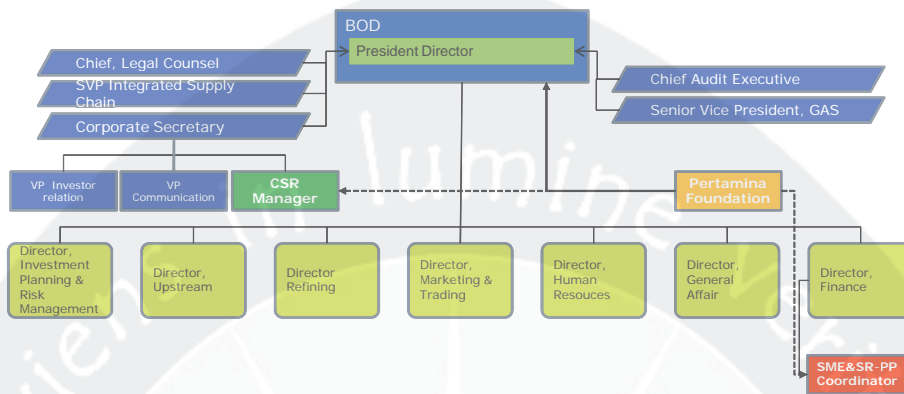 BOD
President Director
Chief, Legal Counsel
SVP Integrated Supply
Chain
Corporate Secretary
Chief Audit Executive
Senior Vice President, GAS
VP Investor
relation
VP
Communication
CSR
Manager
Pertamina
Foundation
Director,
Investment
Planning &
Risk
Management
Director,
Upstream
Director
Refining
Director,
Marketing &
Trading
Director,
Human
Resouces
Director,
General
Affair
Director,
Finance
SME&SR-PP
Coordinator
in lumine